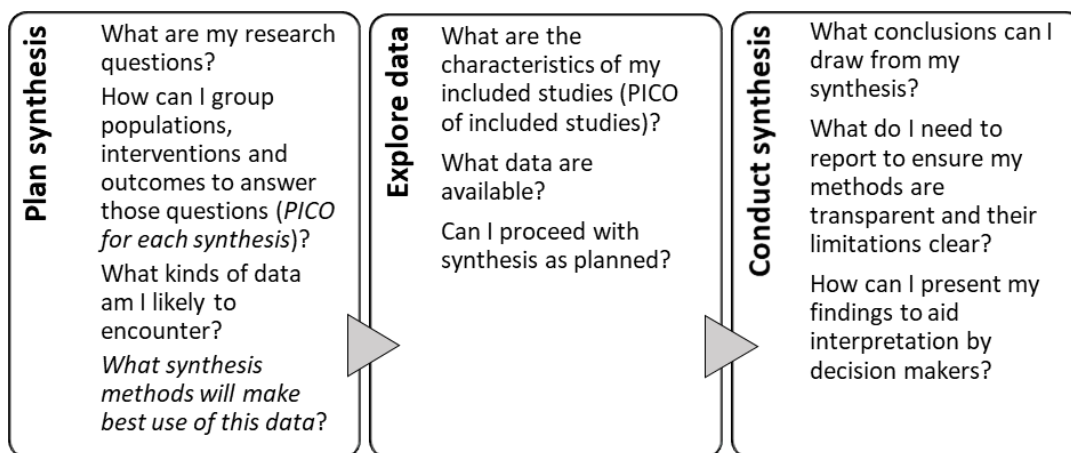 Plan synthesis
What are my research
questions?
How can I group
populations,
interventions and
outcomes to answer
those questions (PICO
for each synthesis)?
What kinds of data
am I likely to
encounter?
What synthesis
methods will make
best use of this data?
Explore data
What are the
characteristics of my
included studies (PICO
of included studies)?
What data are
available?
Can I proceed with
synthesis as planned?
Conduct synthesis
What conclusions can I
draw from my
synthesis?
What do I need to
report to ensure my
methods are
transparent and their
limitations clear?
How can I present my
findings to aid
interpretation by
decision makers?